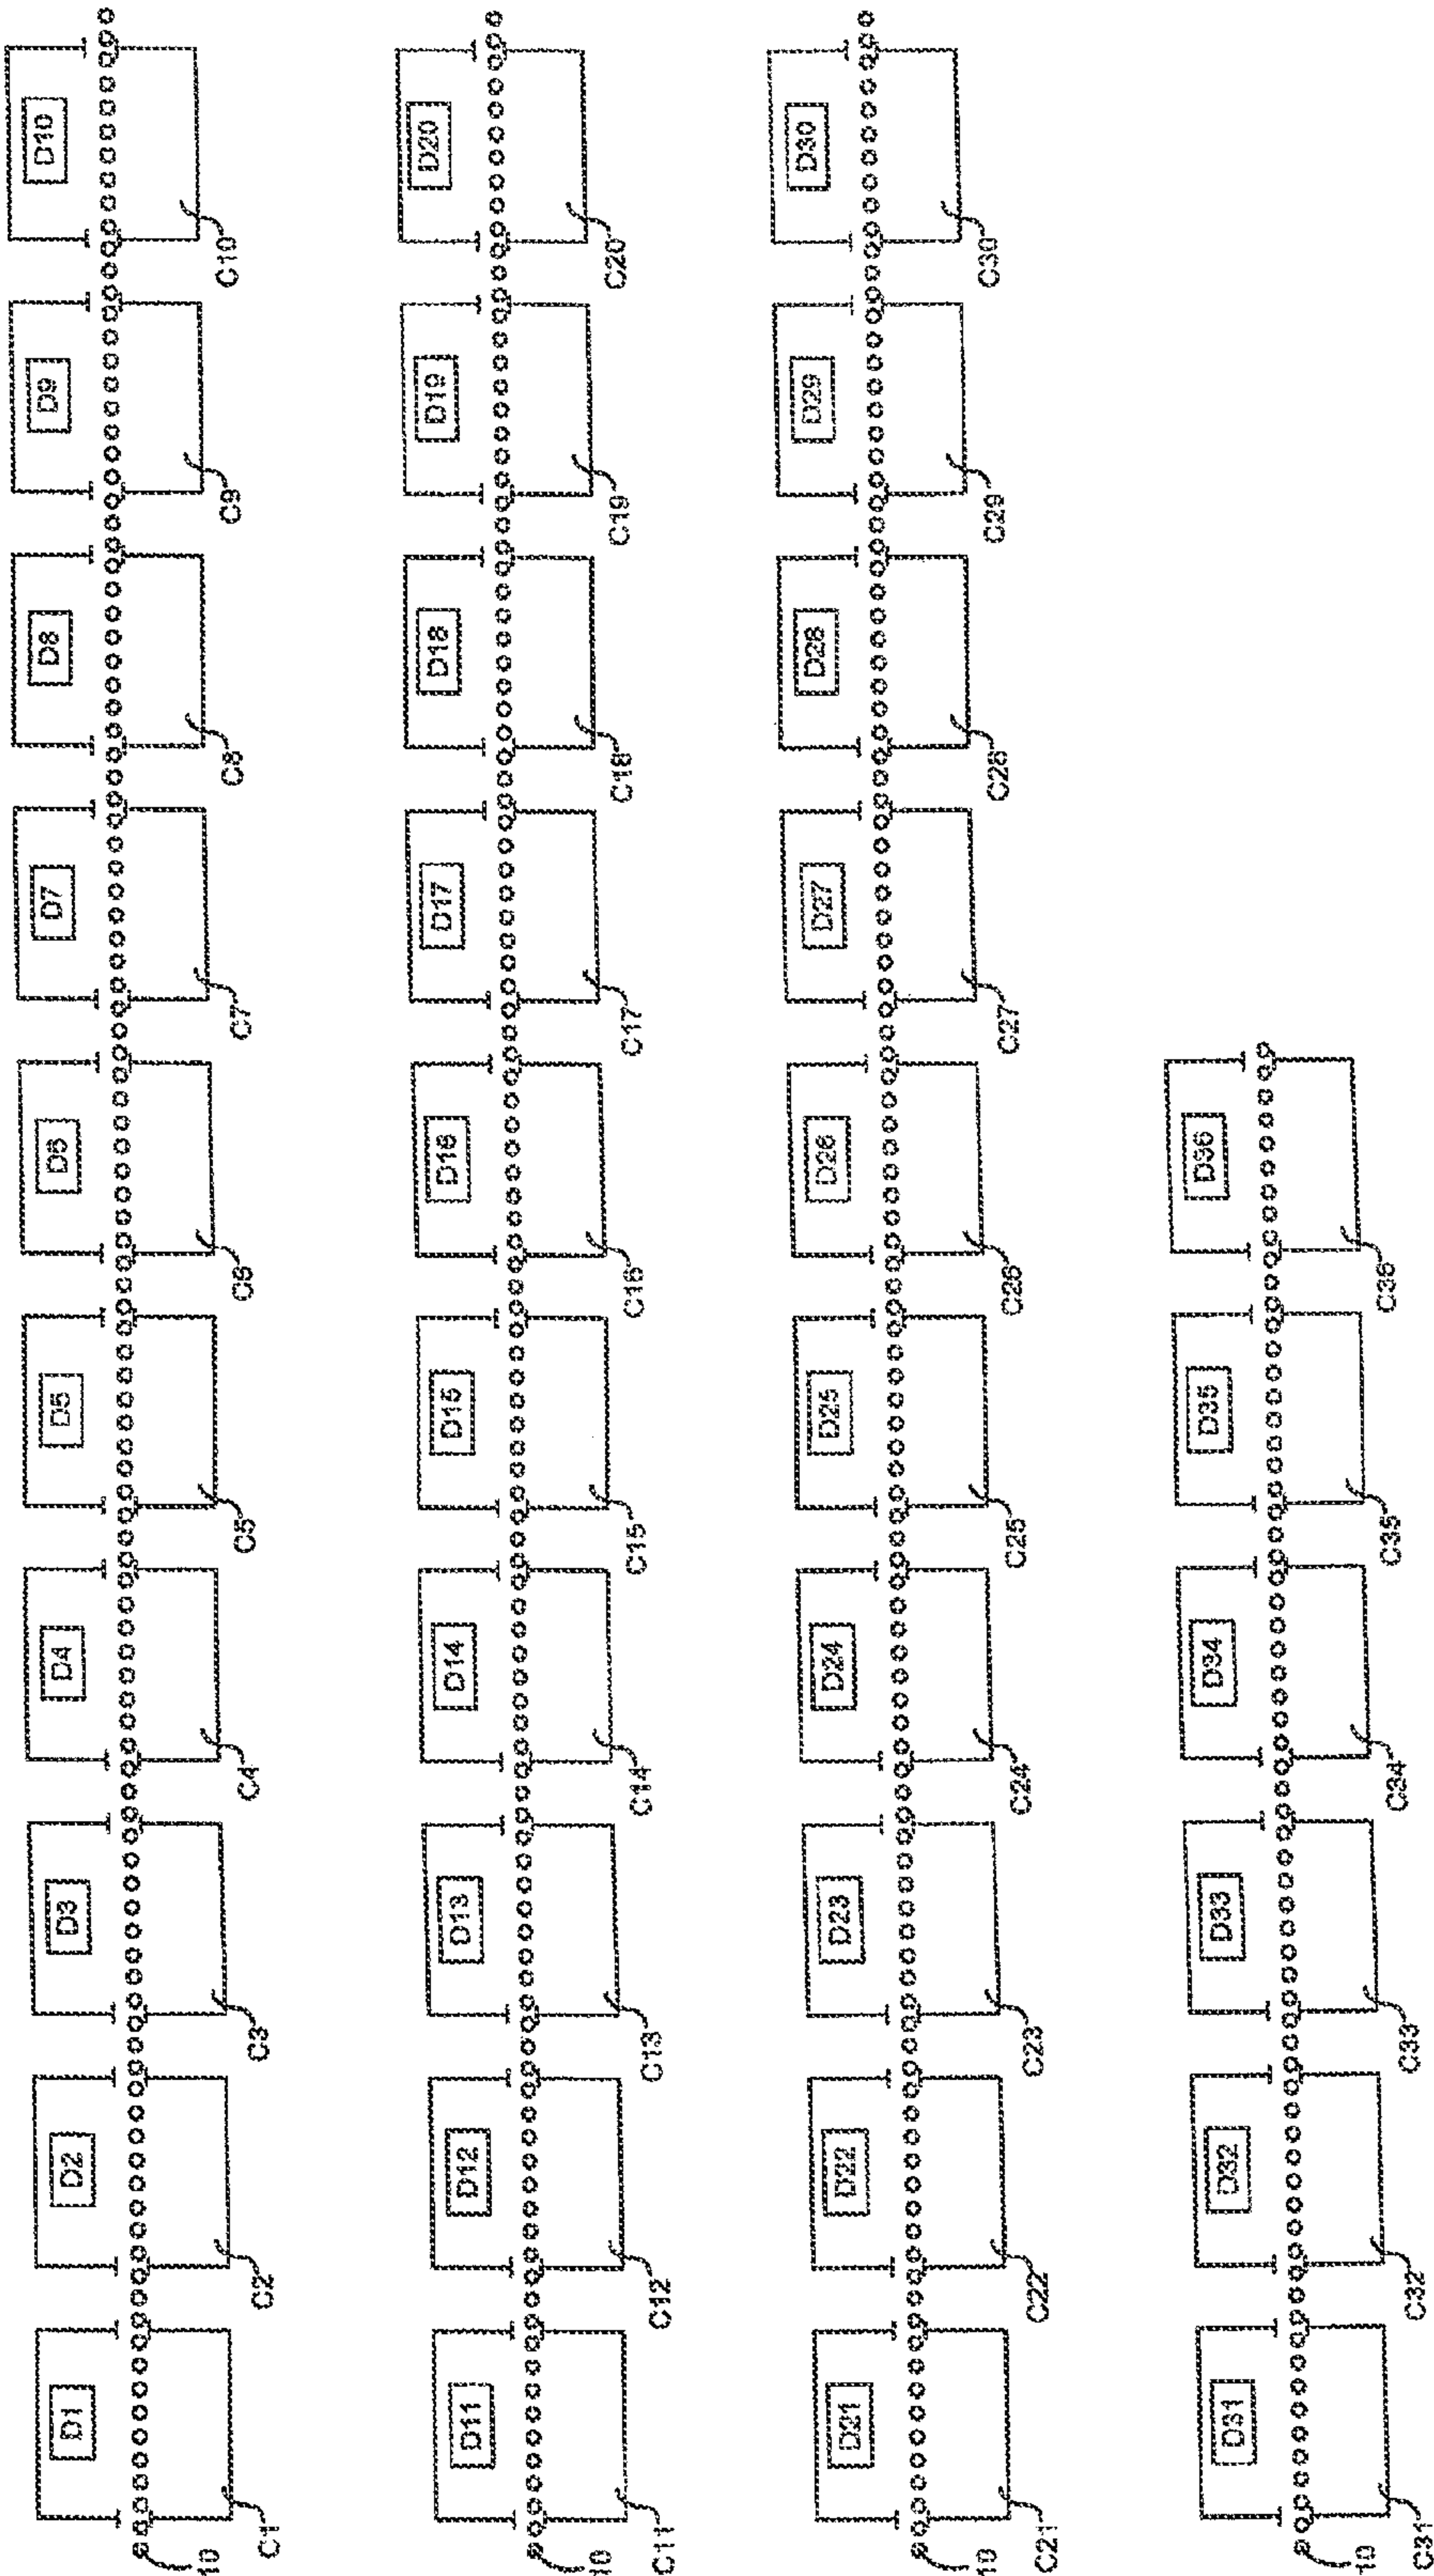 D1 D2 D3 D4 D5 D6 D7 D8 D9 D10
10 C1 C2 C3 C4 C5 C6 C7 C8 C9 C10
D11 D12 D13 D14 D15 D16 D17 D18 D19 D20
10 C11 C12 C13 C14 C15 C16 C17 C18 C19 C20
D21 D22 D23 D24 D25 D26 D27 D28 D29 D30
10 C21 C22 C23 C24 C25 C26 C27 C28 C29 C30
D31 D32 D33 D34 D35 D36
10 C31 C32 C33 C34 C35 C36